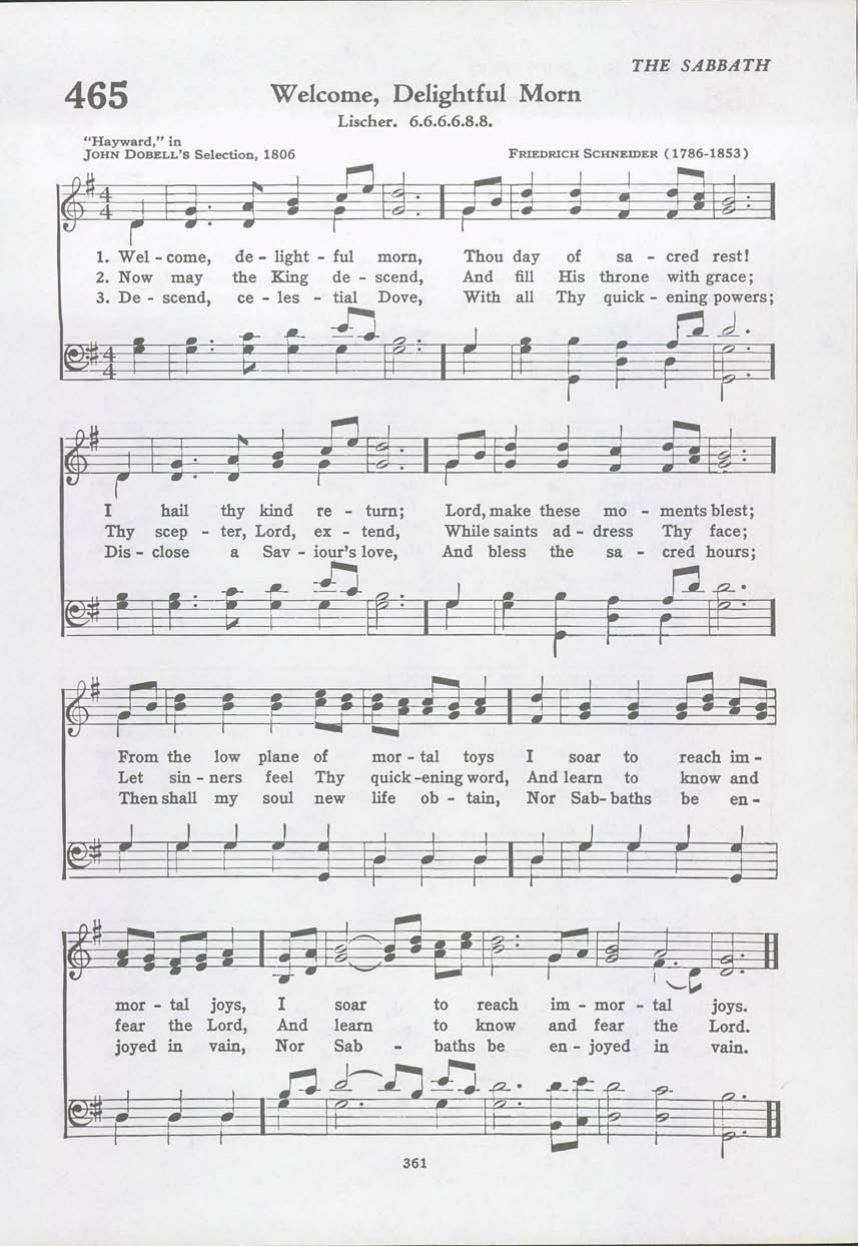 THE SABBATH
465
Welcome, Delightful Morn
Lischer. 6.6.6.6.8.8.
"Hayward," in
JOHN DOBELL'S Selection, 1806
FRIEDRICH SCHNEIDER (1786-1853)
1. Wel - come, de - light - ful morn, Thou day of sa - cred rest!
2. Now may the King de - scend, And fill His throne with grace;
3. De - scend, ce - les - tial Dove, With all Thy quick - ening powers;
I hail thy kind re - turn; Lord, make these mo - ments blest;
Thy scep - ter, Lord, ex - tend, While saints ad - dress Thy face;
Dis - close a Sav - iour's love, And bless the sa - cred hours;
From the low plane of mor - tal toys I soar to reach im -
Let sin - ners feel Thy quick - ening word, And learn to know and
Then shall my soul new life ob - tain, Nor Sab - baths be en -
mor - tal joys, I soar to reach im - mor - tal joys.
fear the Lord, And learn to know and fear the Lord.
joyed in vain, Nor Sab - baths be en - joyed in vain.
361